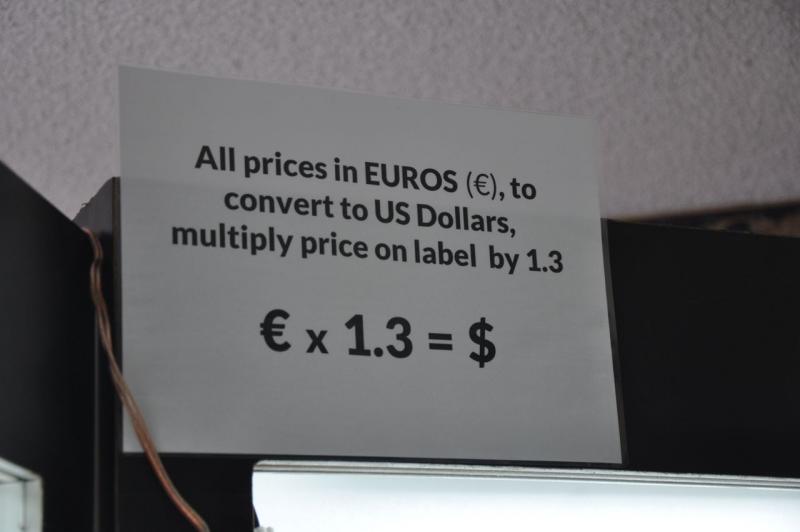 All prices in EUROS (€), to
convert to US Dollars,
multiply price on label by 1.3
€ x 1.3 = $